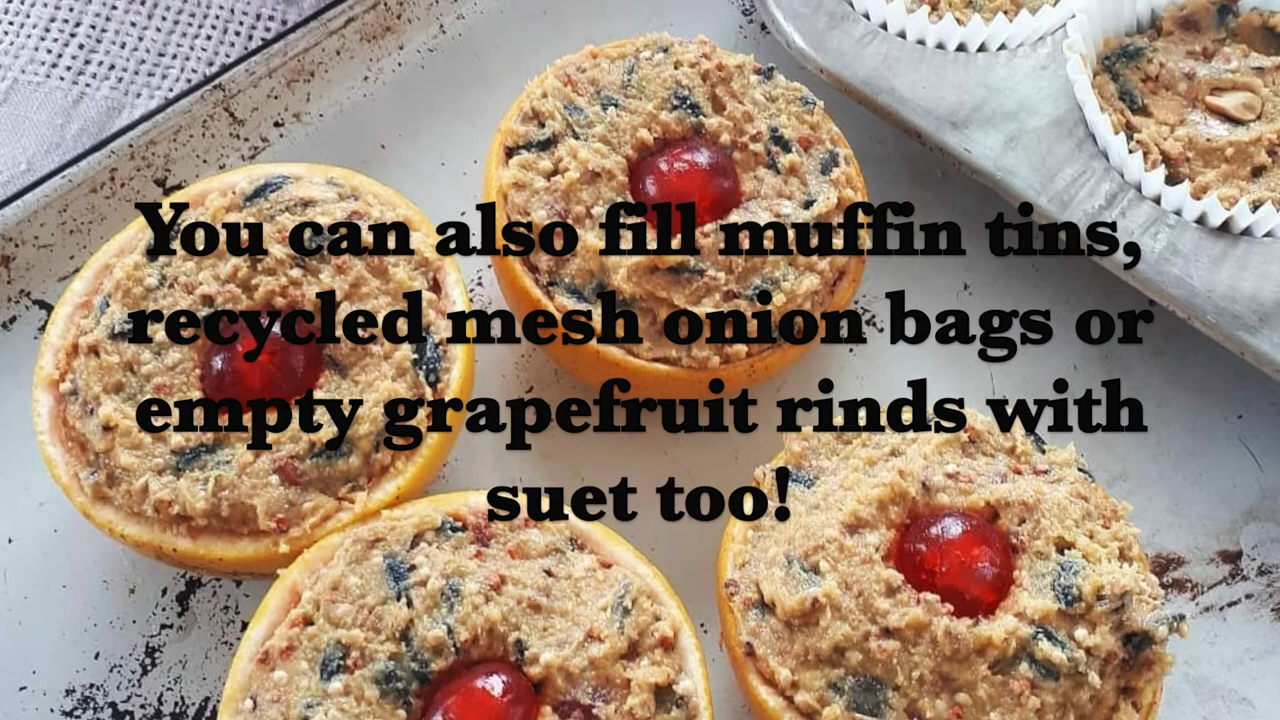 You can also fill muffin tins,
recycled mesh onion bags or
empty grapefruit rinds with
suet too!